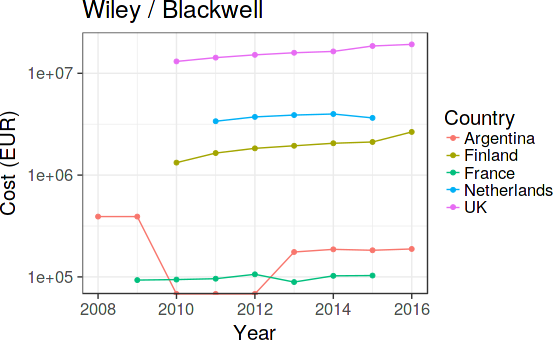 Wiley / Blackwell
Cost (EUR)
1e+07
1e+06
1e+05
2008 2010 2012 2014 2016
Year
Country
Argentina
Finland
France
Netherlands
UK